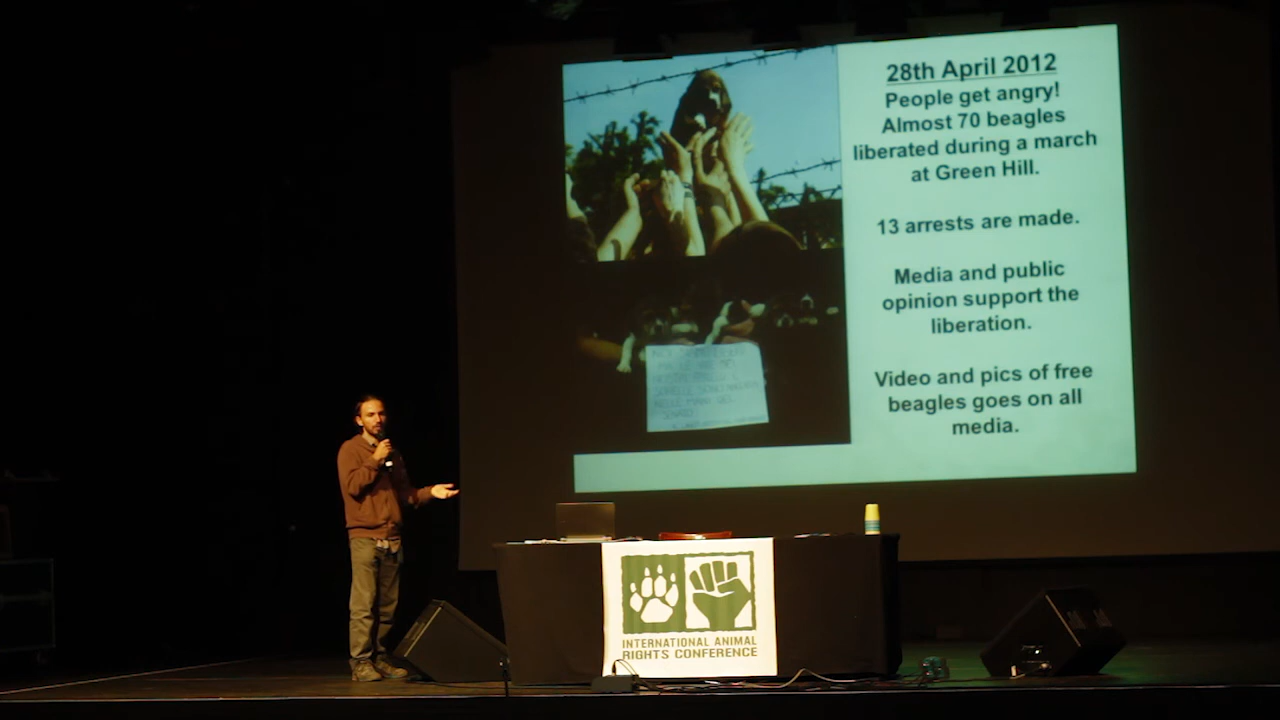 28th April 2012
People get angry!
Almost 70 beagles
liberated during a march
at Green Hill.
13 arrests are made.
Media and public
opinion support the
liberation.
Video and pics of free
beagles goes on all
media.
INTERNATIONAL ANIMAL
RIGHTS CONFERENCE